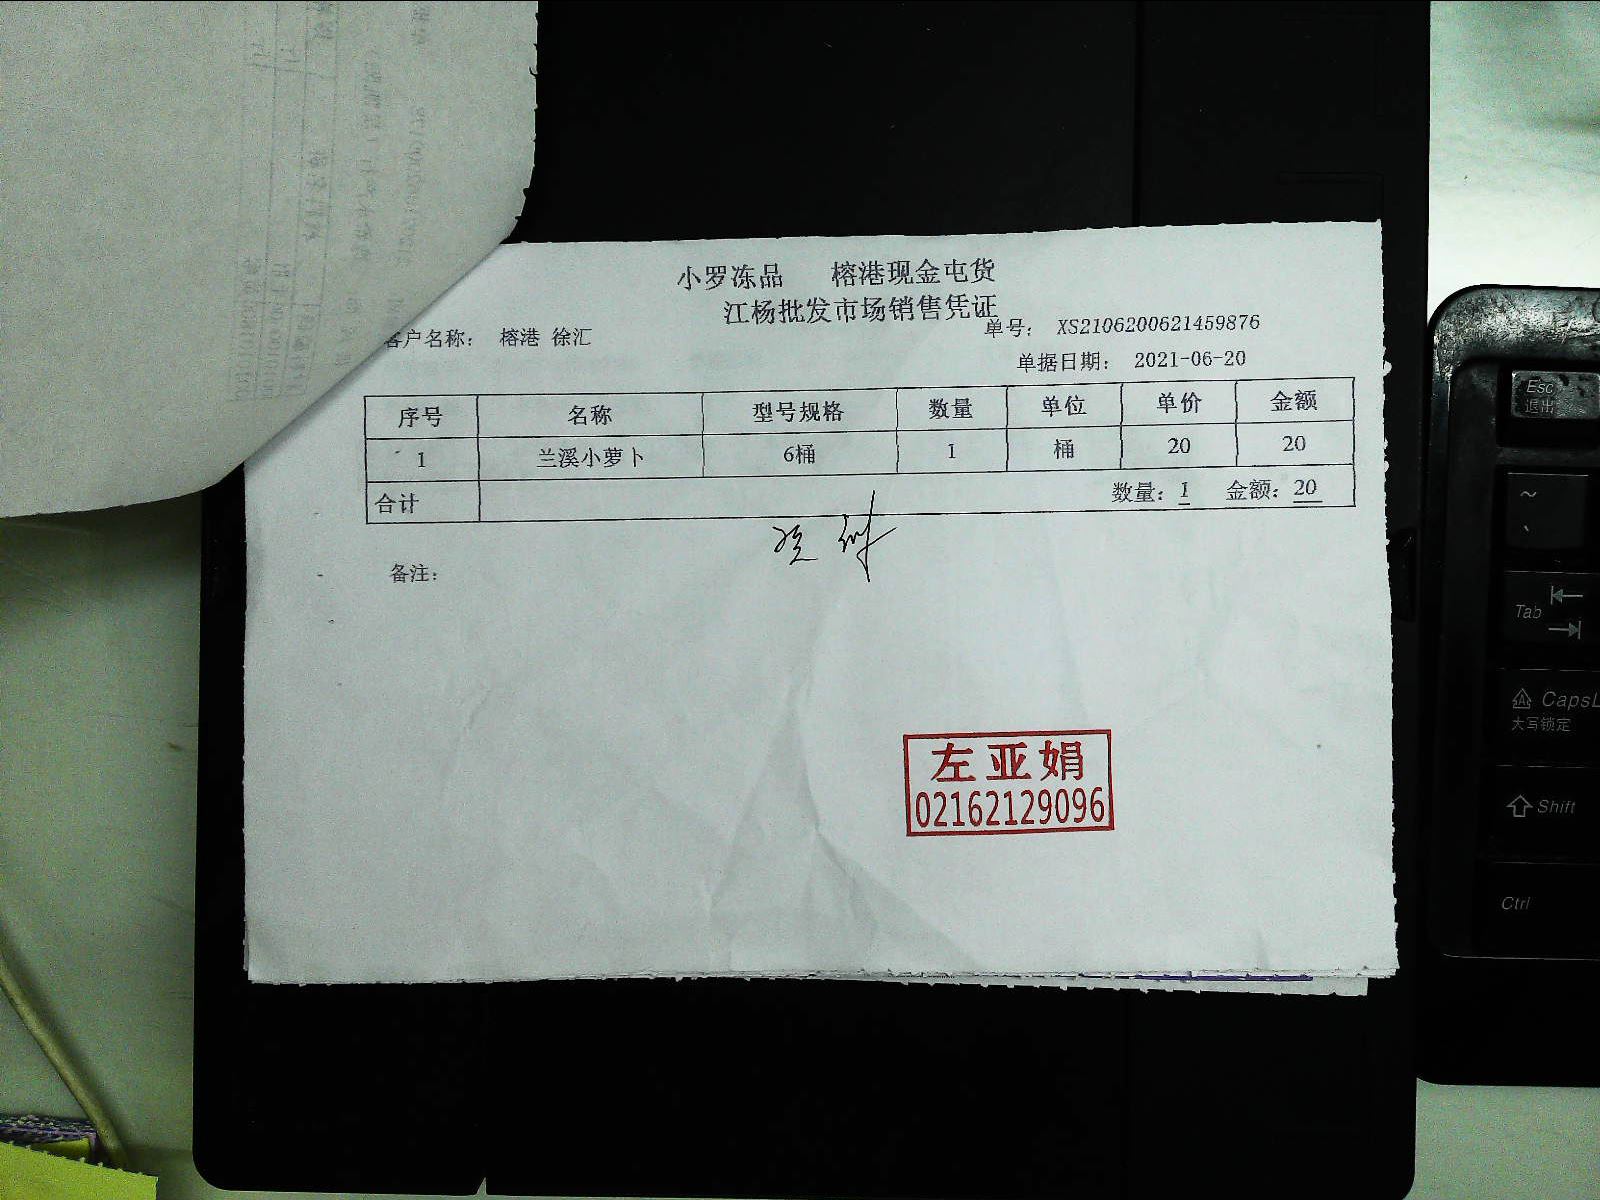 小罗冻品 榕港现金屯货
江杨批发市场销售凭证
客户名称： 榕港 徐汇
单号： XS2106200621459876
单据日期： 2021-06-20
序号 名称 型号规格 数量 单位 单价 金额
1 兰溪小萝卜 6桶 1 桶 20 20
合计 数量：1 金额：20
备注：
左亚娟
02162129096
Esc
退出
~
Tab
CapsL
大写锁定
Shift
Ctrl